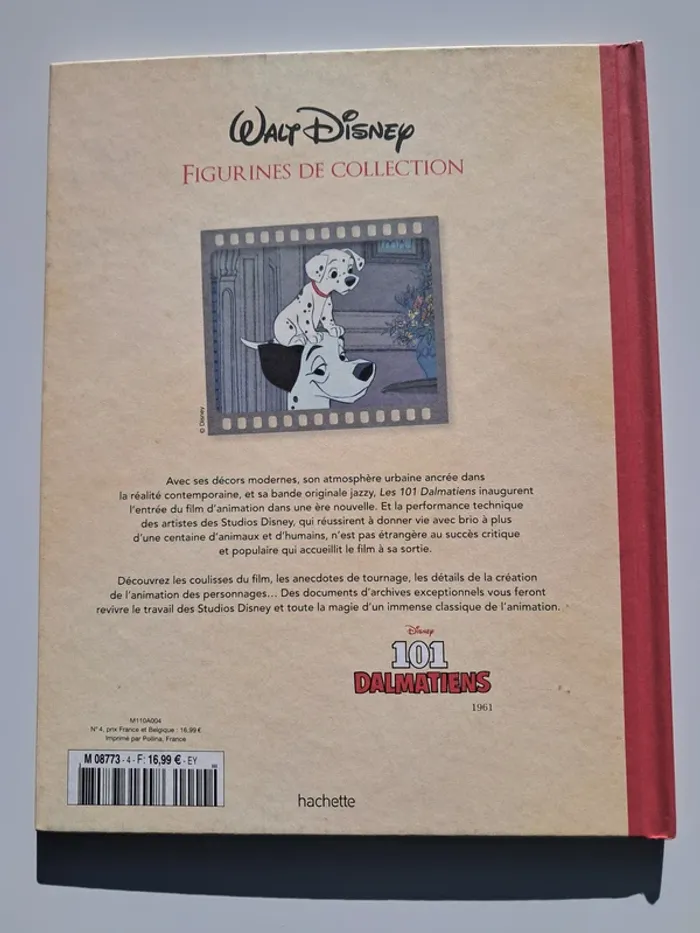 WALT DISNEY
FIGURINES DE COLLECTION
© Disney
Avec ses décors modernes, son atmosphère urbaine ancrée dans
la réalité contemporaine, et sa bande originale jazzy, Les 101 Dalmatiens inaugurent
l'entrée du film d'animation dans une ère nouvelle. Et la performance technique
des artistes des Studios Disney, qui réussirent à donner vie avec brio à plus
d'une centaine d'animaux et d'humains, n'est pas étrangère au succès critique
et populaire qui accueillit le film à sa sortie.
Découvrez les coulisses du film, les anecdotes de tournage, les détails de la création
de l'animation des personnages... Des documents d'archives exceptionnels vous feront
revivre le travail des Studios Disney et toute la magie d'un immense classique de l'animation.
Disney
101
DALMATIENS
1961
M110A004
N°4, prix France et Belgique : 16,99 €
Imprimé par Pollina, France
M 08773 - 4 - F: 16,99 € - EY
hachette